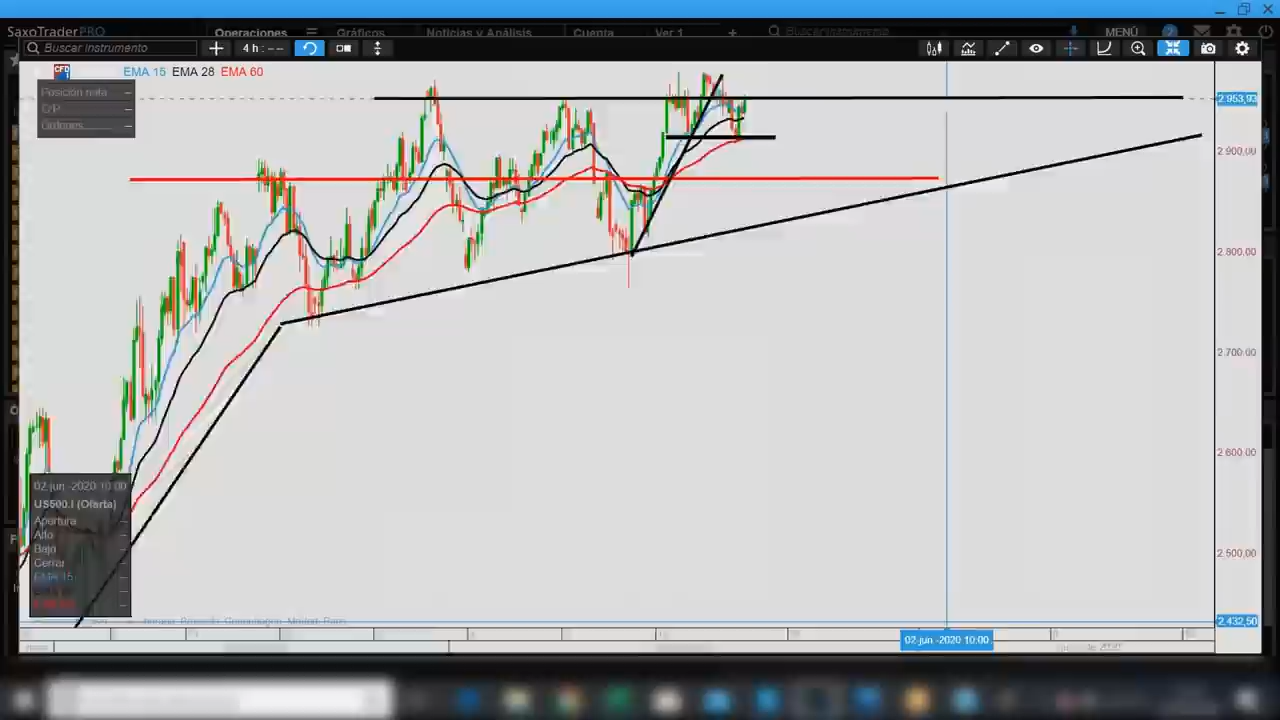 SaxoTraderPRO
Operaciones Gráficos Noticias y Análisis Cuenta Ver 1 + Buscar instrumento MENÚ
Buscar instrumento 4 h
EMA 15 EMA 28 EMA 60
Posición neta –
C/P –
Órdenes –
2.953,93
2.900,00
2.800,00
2.700,00
2.600,00
2.500,00
2.432,50
02-jun.-2020 10:00
US500.I (Oferta)
Apertura –
Alto –
Bajo –
Cerrar –
EMA 15 –
02-jun.-2020 10:00